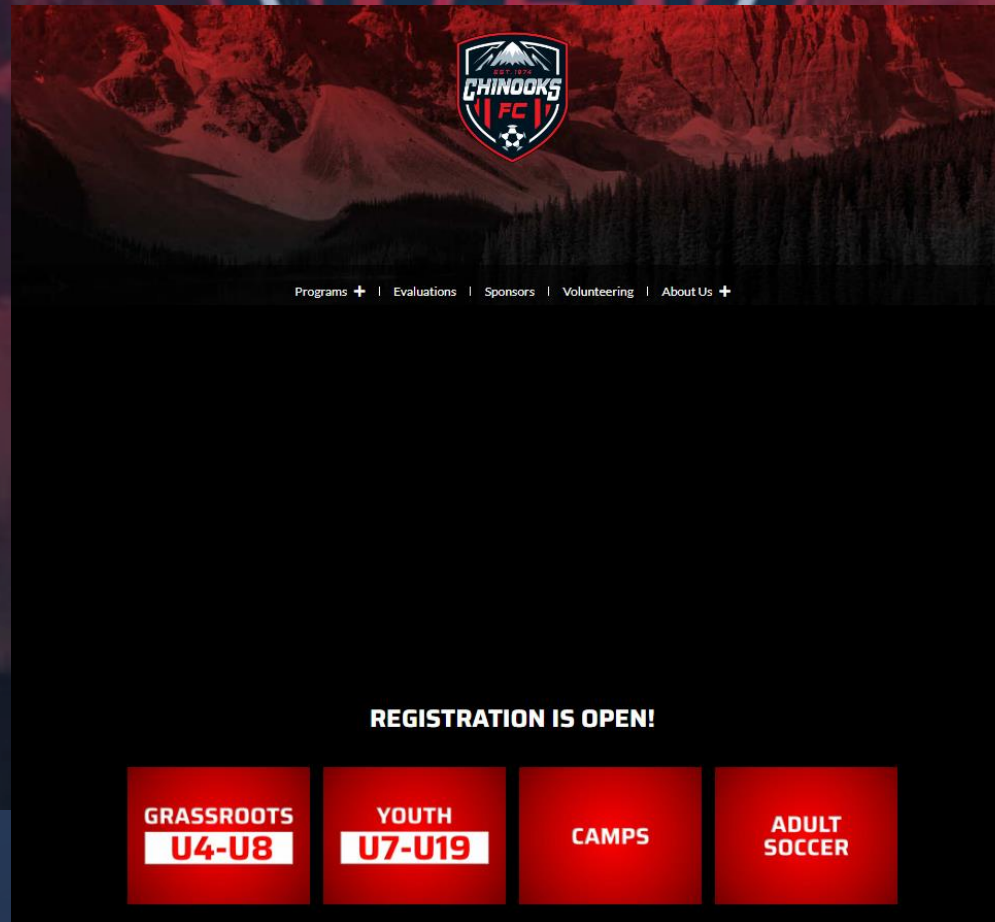 EST. 1974
CHINOOKS
FC
Programs + | Evaluations | Sponsors | Volunteering | About Us +
REGISTRATION IS OPEN!
GRASSROOTS
U4-U8
YOUTH
U7-U19
CAMPS
ADULT
SOCCER